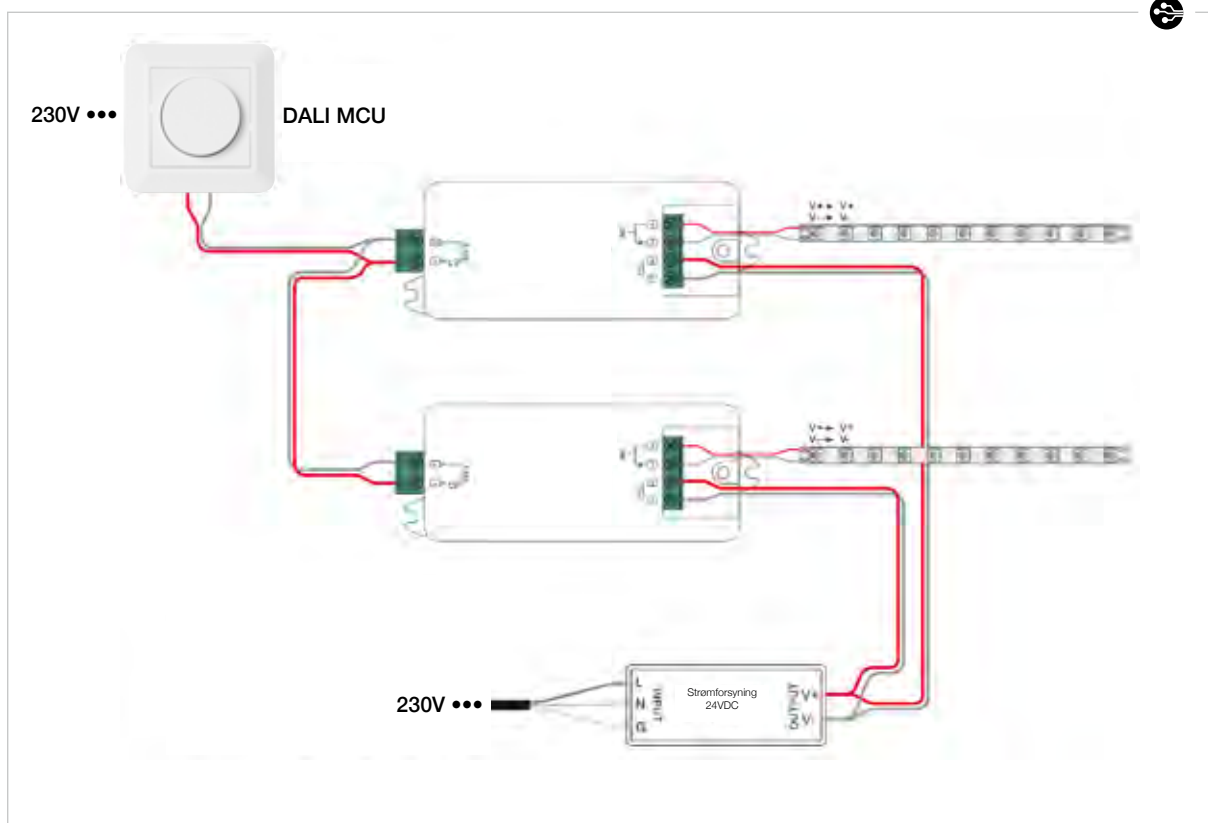 230V •••
DALI MCU
V+ V+
V- V-
V+ V+
V- V-
230V •••
L
N
G
INPUT
Strømforsyning
24VDC
OUTPUT
V+
V-